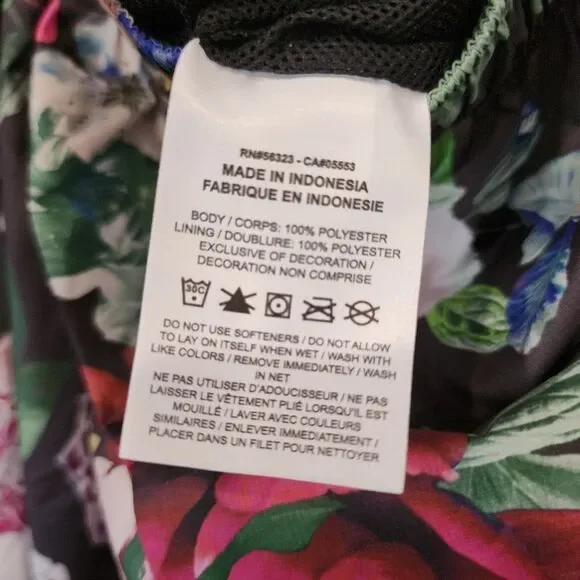 RN#56323 - CA#05553
MADE IN INDONESIA
FABRIQUE EN INDONESIE
BODY / CORPS: 100% POLYESTER
LINING / DOUBLURE: 100% POLYESTER
EXCLUSIVE OF DECORATION /
DECORATION NON COMPRISE
30C
DO NOT USE SOFTENERS / DO NOT ALLOW
TO LAY ON ITSELF WHEN WET / WASH WITH
LIKE COLORS / REMOVE IMMEDIATELY / WASH
IN NET
NE PAS UTILISER D'ADOUCISSEUR / NE PAS
LAISSER LE VÊTEMENT PLIÉ LORSQU'IL EST
MOUILLÉ / LAVER AVEC COULEURS
SIMILAIRES / ENLEVER IMMEDIATEMENT /
PLACER DANS UN FILET POUR NETTOYER